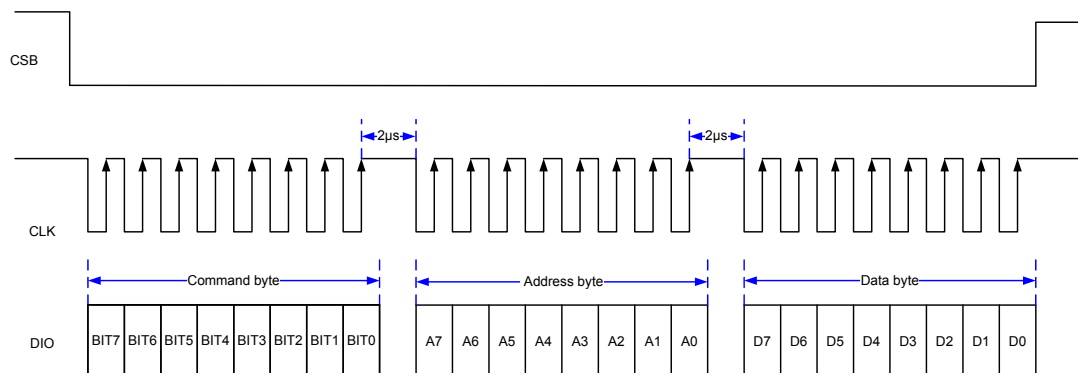 CSB
2µs 2µs
CLK
Command byte Address byte Data byte
DIO BIT7 BIT6 BIT5 BIT4 BIT3 BIT2 BIT1 BIT0 A7 A6 A5 A4 A3 A2 A1 A0 D7 D6 D5 D4 D3 D2 D1 D0